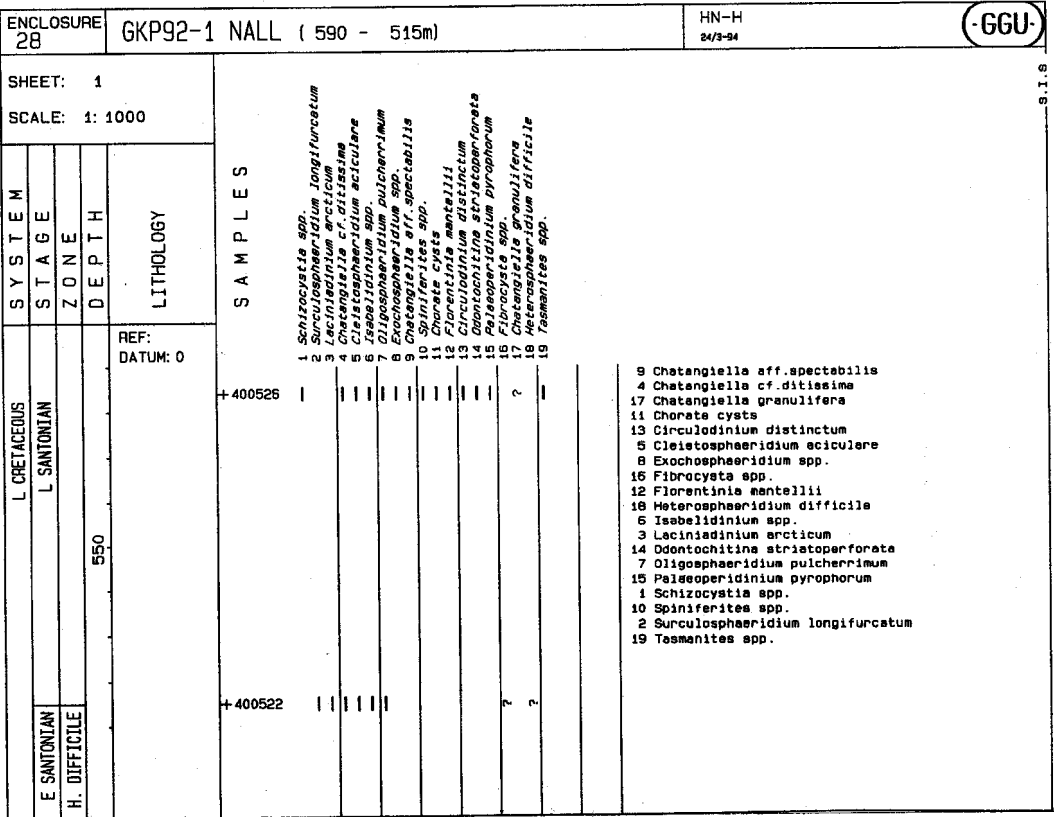 ENCLOSURE
28
GKP92-1 NALL ( 590 - 515m)
HN-H
24/3-94
·GGU·
S.I.S
SHEET: 1
SCALE: 1: 1000
SYSTEM
STAGE
ZONE
DEPTH
LITHOLOGY
SAMPLES
1 Schizocystia spp.
2 Surculosphaeridium longifurcatum
3 Laciniadinium arcticum
4 Chatangiella cf.ditissima
5 Cleistosphaeridium aciculare
6 Isabelidinium spp.
7 Oligosphaeridium pulcherrimum
8 Exochosphaeridium spp.
9 Chatangiella aff.spectabilis
10 Spiniferites spp.
11 Chorate cysts
12 Florentinia mantellii
13 Circulodinium distinctum
14 Odontochitina striatoperforata
15 Palaeoperidinium pyrophorum
16 Fibrocysta spp.
17 Chatangiella granulifera
18 Heterosphaeridium difficile
19 Tasmanites spp.
REF:
DATUM: 0
L CRETACEOUS
L SANTONIAN
E SANTONIAN
H. DIFFICILE
550
+400526
?
+400522
? ?
9 Chatangiella aff.spectabilis
4 Chatangiella cf.ditissima
17 Chatangiella granulifera
11 Chorate cysts
13 Circulodinium distinctum
5 Cleistosphaeridium aciculare
8 Exochosphaeridium spp.
16 Fibrocysta spp.
12 Florentinia mantellii
18 Heterosphaeridium difficile
6 Isabelidinium spp.
3 Laciniadinium arcticum
14 Odontochitina striatoperforata
7 Oligosphaeridium pulcherrimum
15 Palaeoperidinium pyrophorum
1 Schizocystia spp.
10 Spiniferites spp.
2 Surculosphaeridium longifurcatum
19 Tasmanites spp.